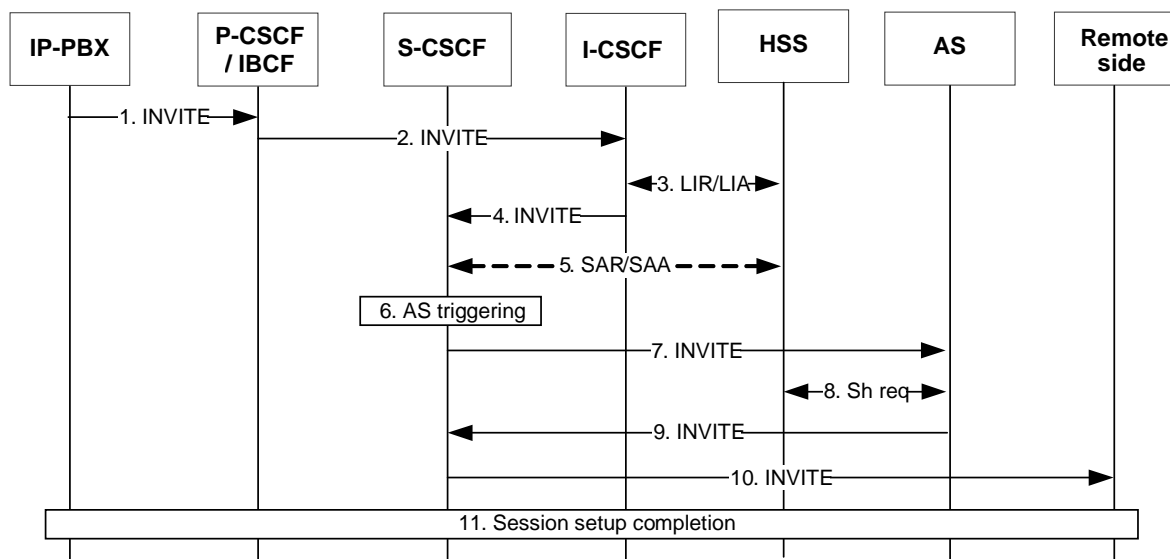 IP-PBX
P-CSCF
/ IBCF
S-CSCF
I-CSCF
HSS
AS
Remote
side
1. INVITE
2. INVITE
3. LIR/LIA
4. INVITE
5. SAR/SAA
6. AS triggering
7. INVITE
8. Sh req
9. INVITE
10. INVITE
11. Session setup completion